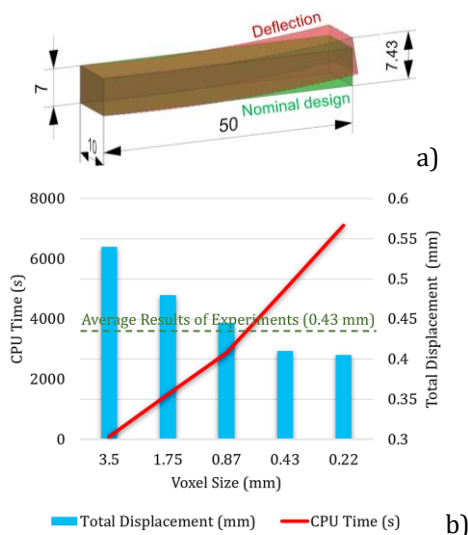 Deflection
7
7.43
Nominal design
10
50
a)
8000
0.6
6000
0.55
0.5
Average Results of Experiments (0.43 mm)
4000
0.45
0.4
2000
0.35
0
0.3
CPU Time (s)
Total Displacement (mm)
3.5 1.75 0.87 0.43 0.22
Voxel Size (mm)
Total Displacement (mm) CPU Time (s)
b)